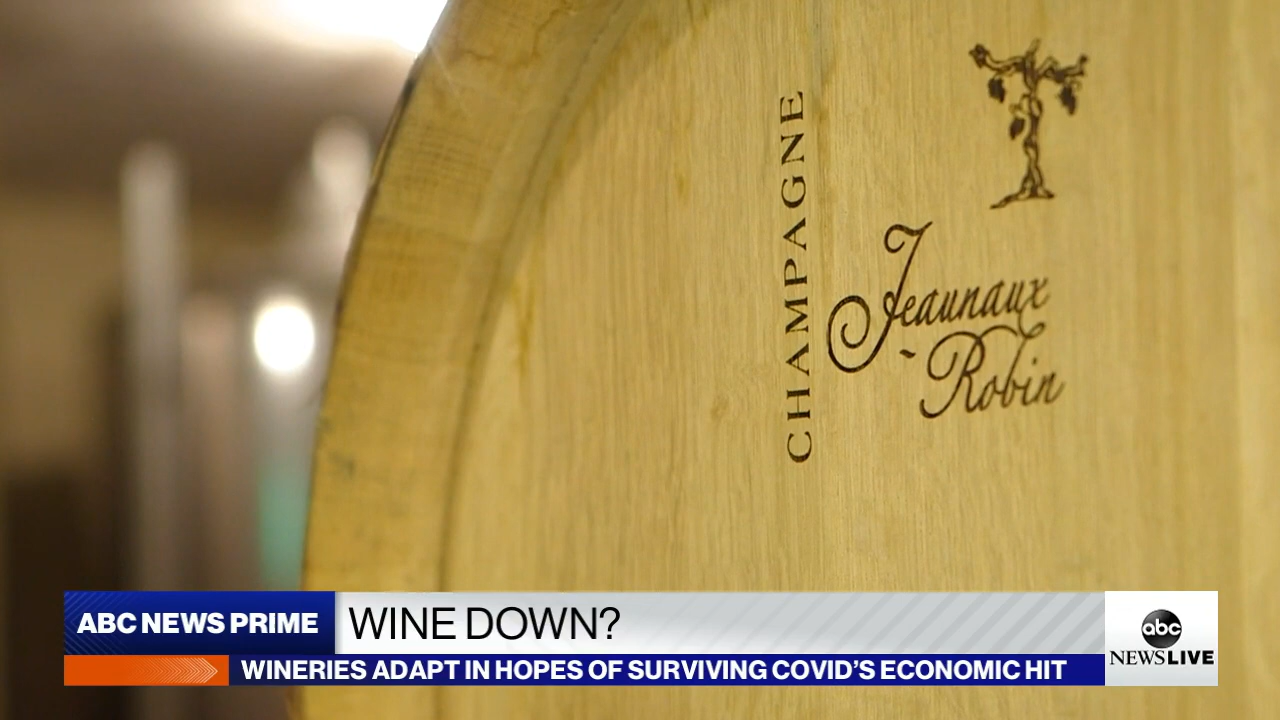 CHAMPAGNE
Jeaunaux
-Robin
ABC NEWS PRIME
WINE DOWN?
abc
NEWSLIVE
WINERIES ADAPT IN HOPES OF SURVIVING COVID'S ECONOMIC HIT